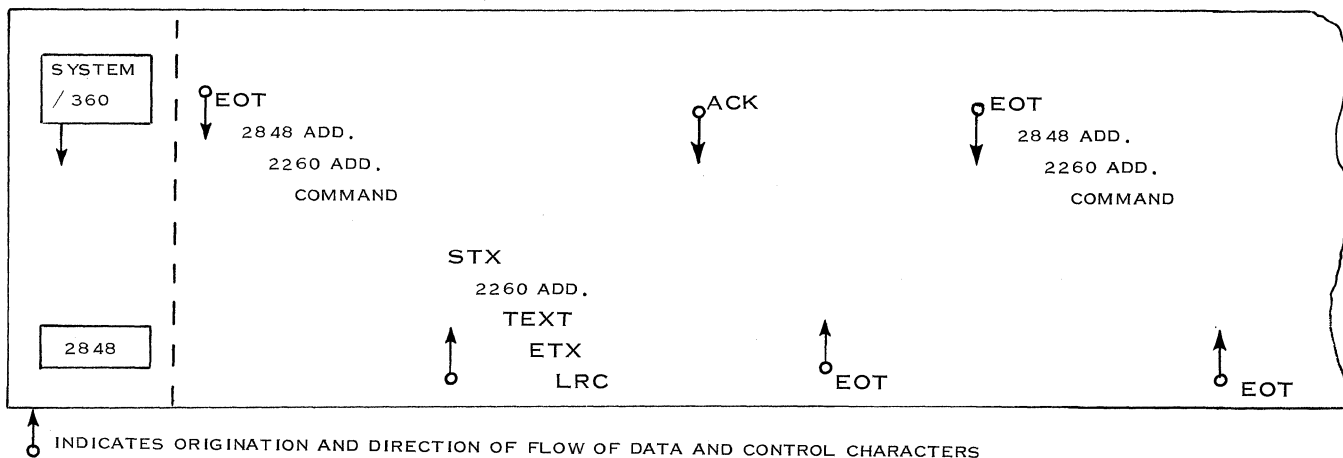 SYSTEM
/ 360
EOT
2848 ADD.
2260 ADD.
COMMAND
STX
2260 ADD.
TEXT
ETX
LRC
ACK
EOT
EOT
2848 ADD.
2260 ADD.
COMMAND
EOT
2848
INDICATES ORIGINATION AND DIRECTION OF FLOW OF DATA AND CONTROL CHARACTERS